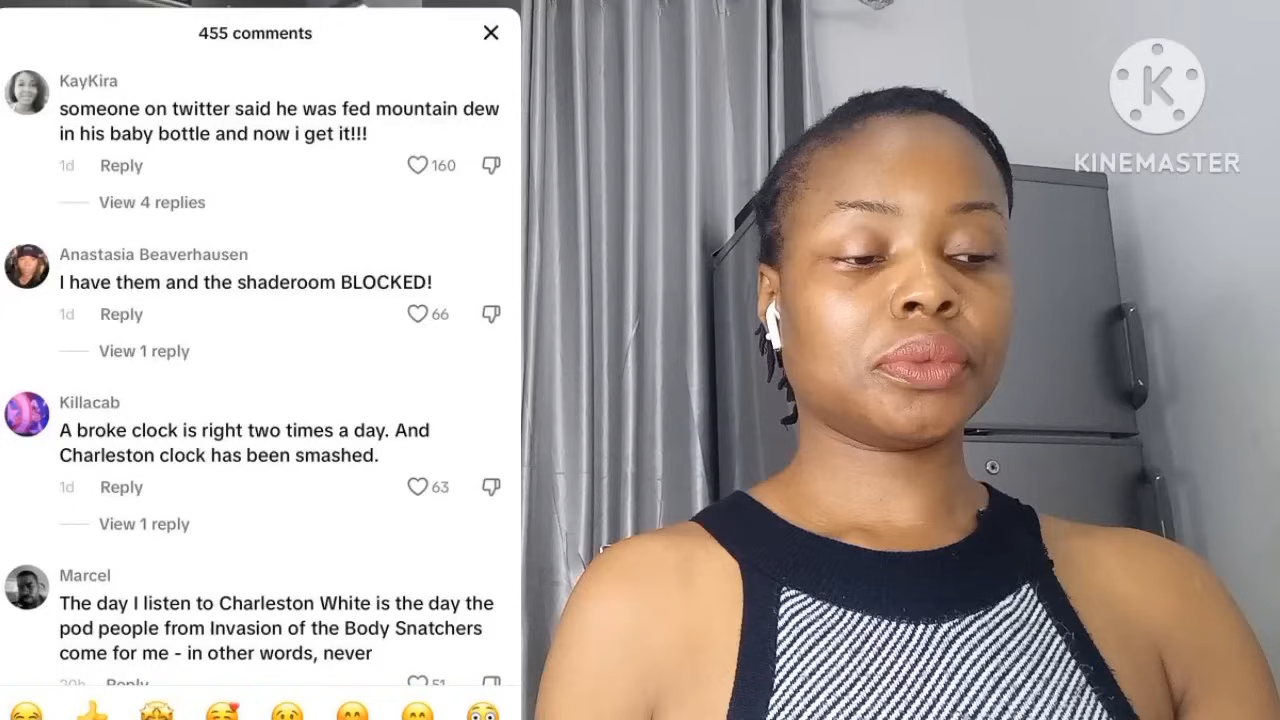 455 comments
KayKira
someone on twitter said he was fed mountain dew
in his baby bottle and now i get it!!!
1d Reply 160
View 4 replies
Anastasia Beaverhausen
I have them and the shaderoom BLOCKED!
1d Reply 66
View 1 reply
Killacab
A broke clock is right two times a day. And
Charleston clock has been smashed.
1d Reply 63
View 1 reply
Marcel
The day I listen to Charleston White is the day the
pod people from Invasion of the Body Snatchers
come for me - in other words, never
20h Reply 51
K
KINEMASTER